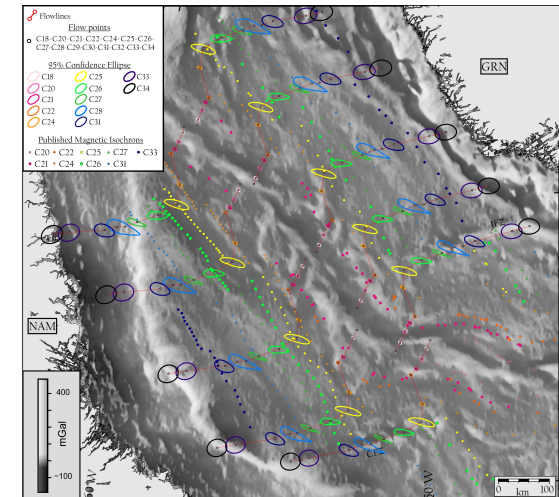 Flowlines
Flow points
C18-C20-C21-C22-C24-C25-C26-
C27-C28-C29-C30-C31-C32-C33-C34
95% Confidence Ellipse
C18 C25 C33
C20 C26 C34
C21 C27
C22 C28
C24 C31
Published Magnetic Isochrons
C20 C22 C25 C27 C33
C21 C24 C26 C31
GRN
NAM
400
mGal
-100
0 100
km